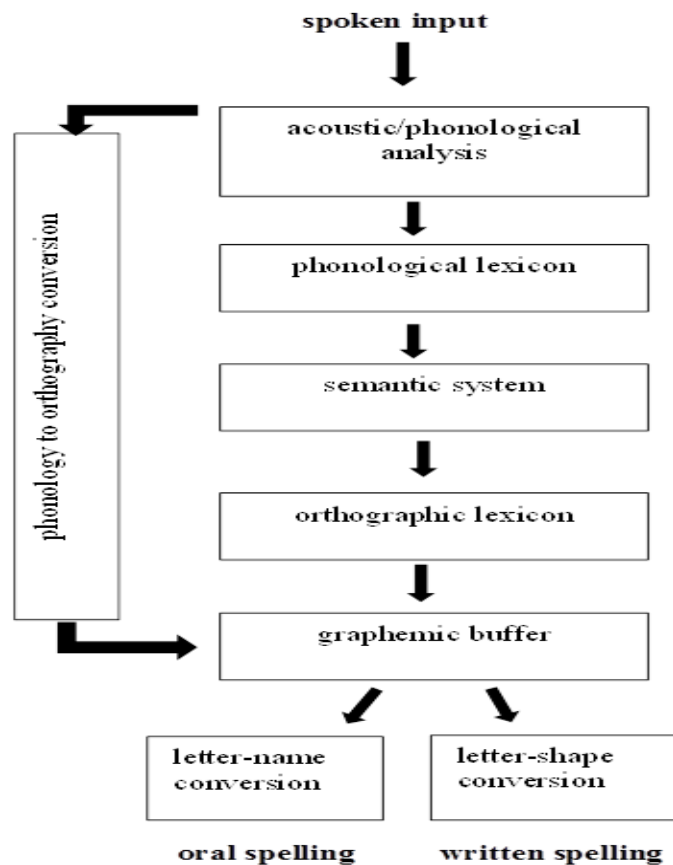 spoken input
acoustic/phonological
analysis
phonology to orthography conversion
phonological lexicon
semantic system
orthographic lexicon
graphemic buffer
letter-name
conversion
letter-shape
conversion
oral spelling
written spelling